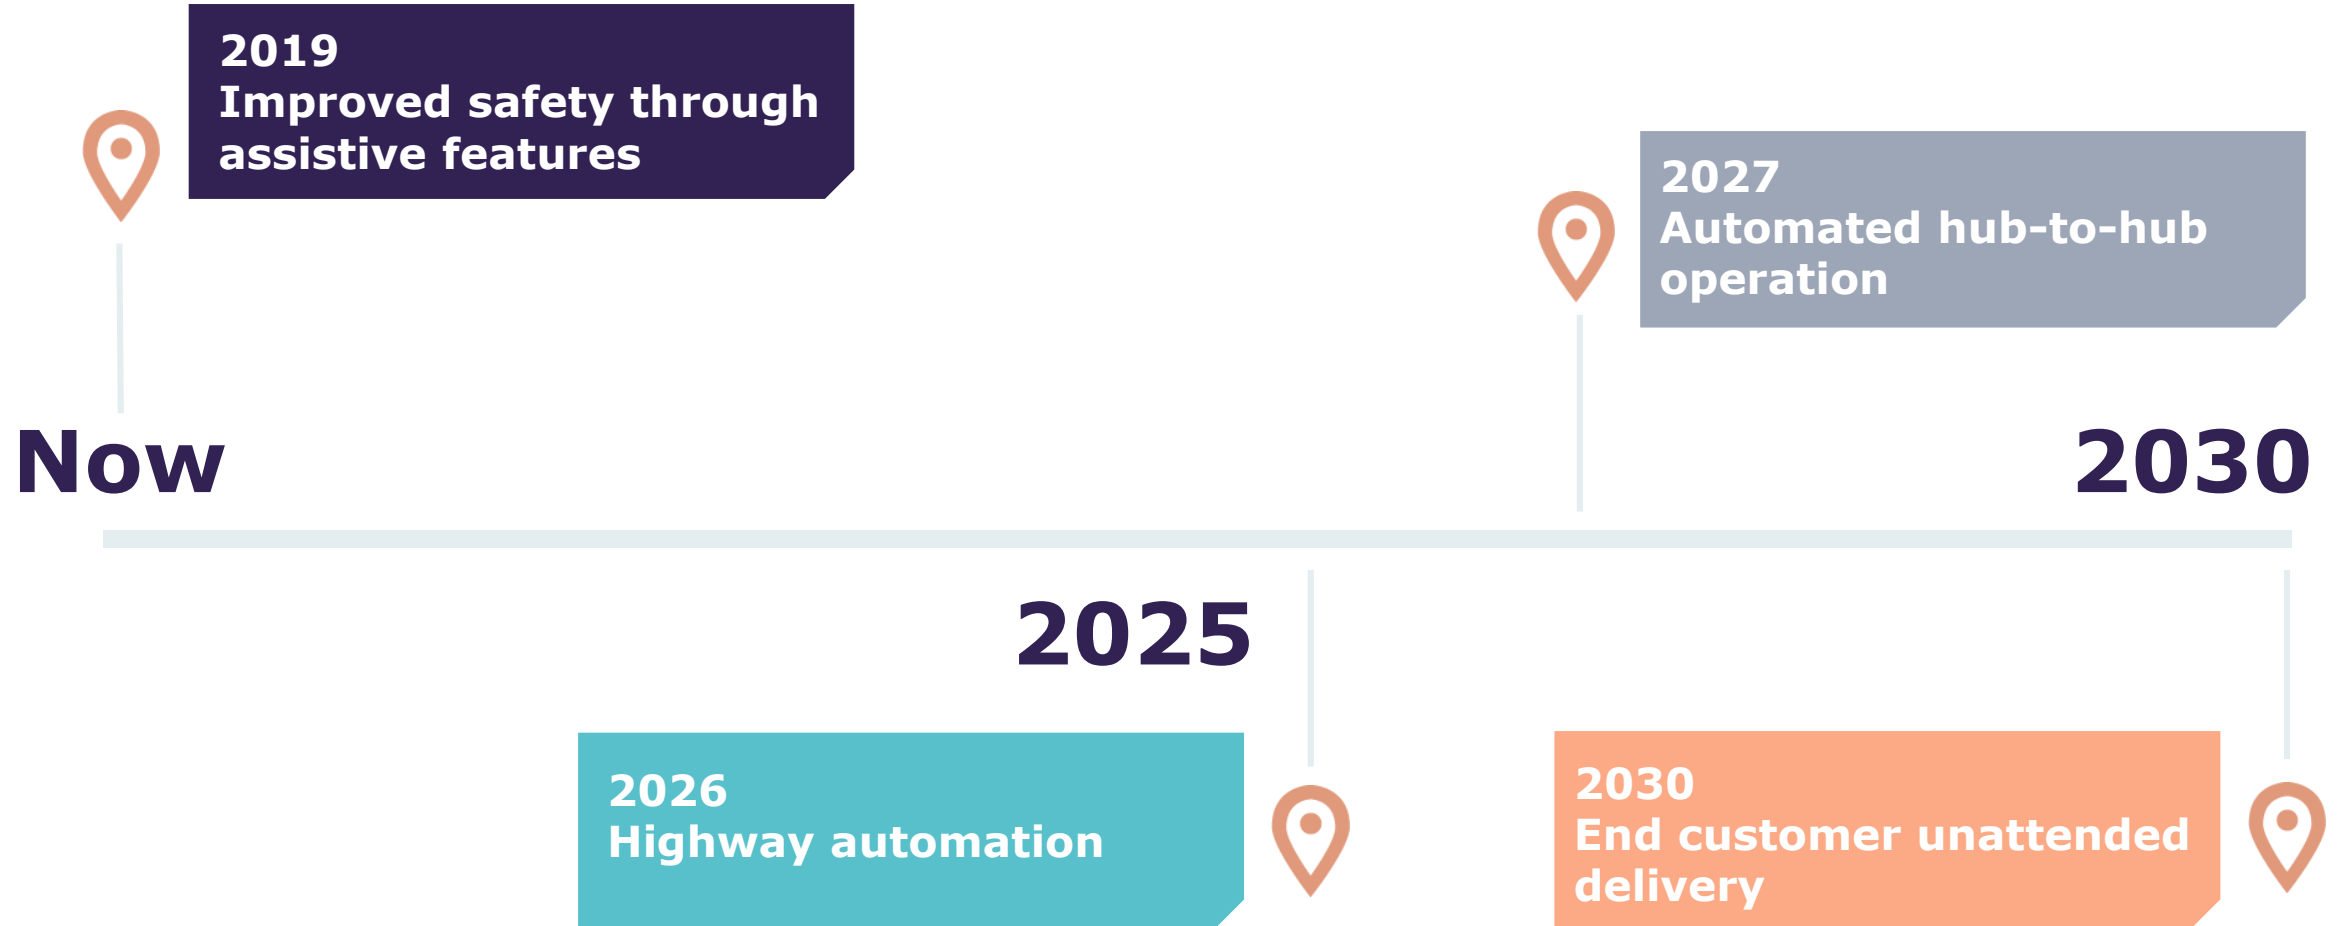 2019
Improved safety through
assistive features
2027
Automated hub-to-hub
operation
Now
2030
2025
2026
Highway automation
2030
End customer unattended
delivery